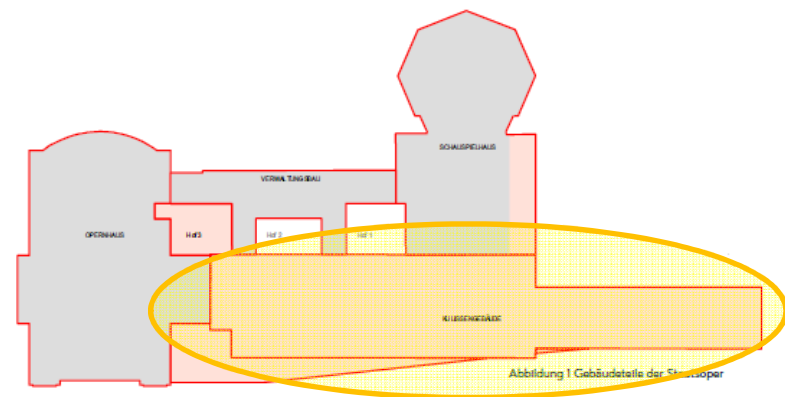 SCHAUSPIELHAUS
VERWALTUNGSBAU
OPERNHAUS
Hof 3
Hof 2
Hof 1
KULISSENGEBÄUDE
Abbildung 1 Gebäudeteile der Staatsoper